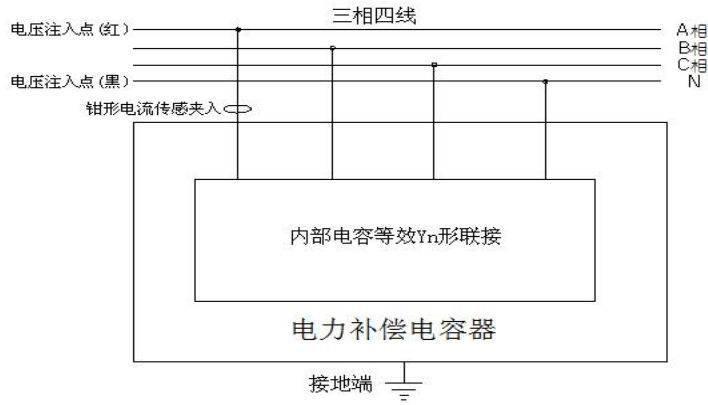 三相四线
电压注入点(红)
A相
B相
C相
电压注入点(黑)
N
钳形电流传感夹入
内部电容等效Yn形联接
电力补偿电容器
接地端